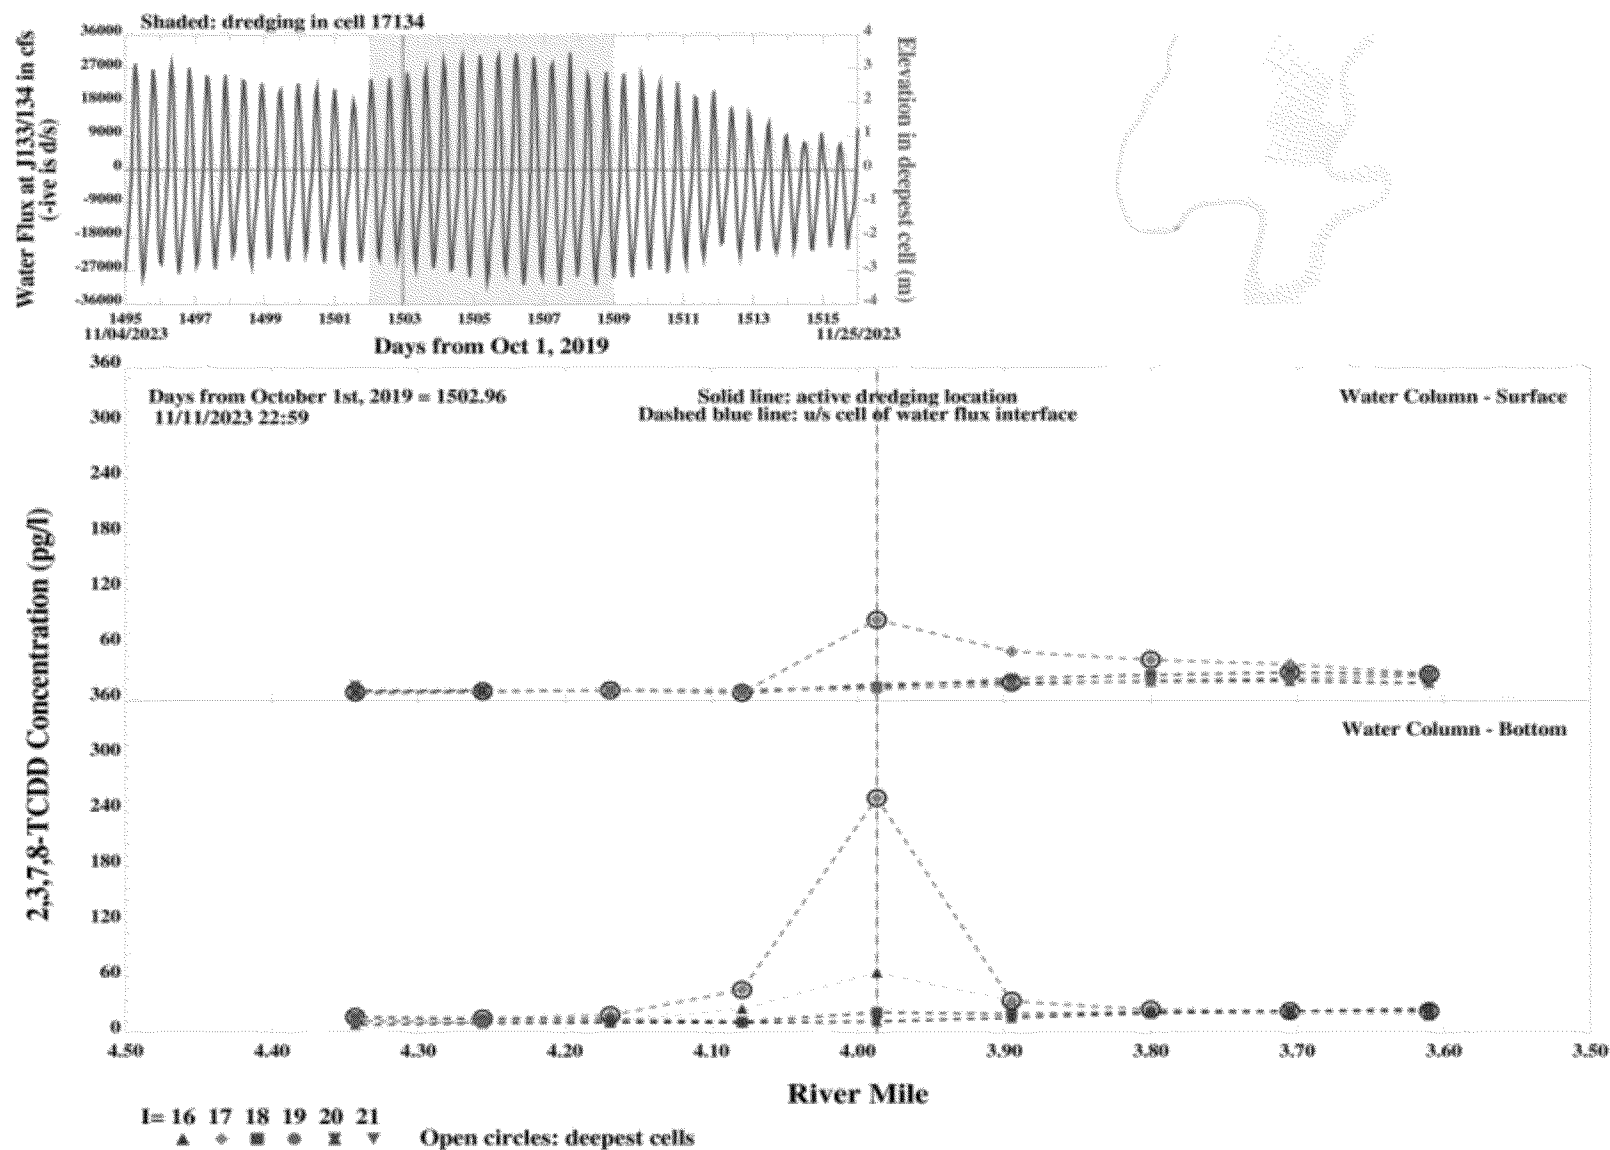 Shaded: dredging in cell 17134
Water Flux at J133/134 in cfs
(-ive is d/s)
36000
27000
18000
9000
0
-9000
-18000
-27000
-36000
4
3
2
1
0
-1
-2
-3
-4
Elevation in deepest cell (m)
1495 1497 1499 1501 1503 1505 1507 1509 1511 1513 1515
11/04/2023 11/25/2023
Days from Oct 1, 2019
2,3,7,8-TCDD Concentration (pg/l)
360
Days from October 1st, 2019 = 1502.96
11/11/2023 22:59
Solid line: active dredging location
Dashed blue line: u/s cell of water flux interface
Water Column - Surface
300
240
180
120
60
360
Water Column - Bottom
300
240
180
120
60
0
4.50 4.40 4.30 4.20 4.10 4.00 3.90 3.80 3.70 3.60 3.50
River Mile
I= 16 17 18 19 20 21
Open circles: deepest cells